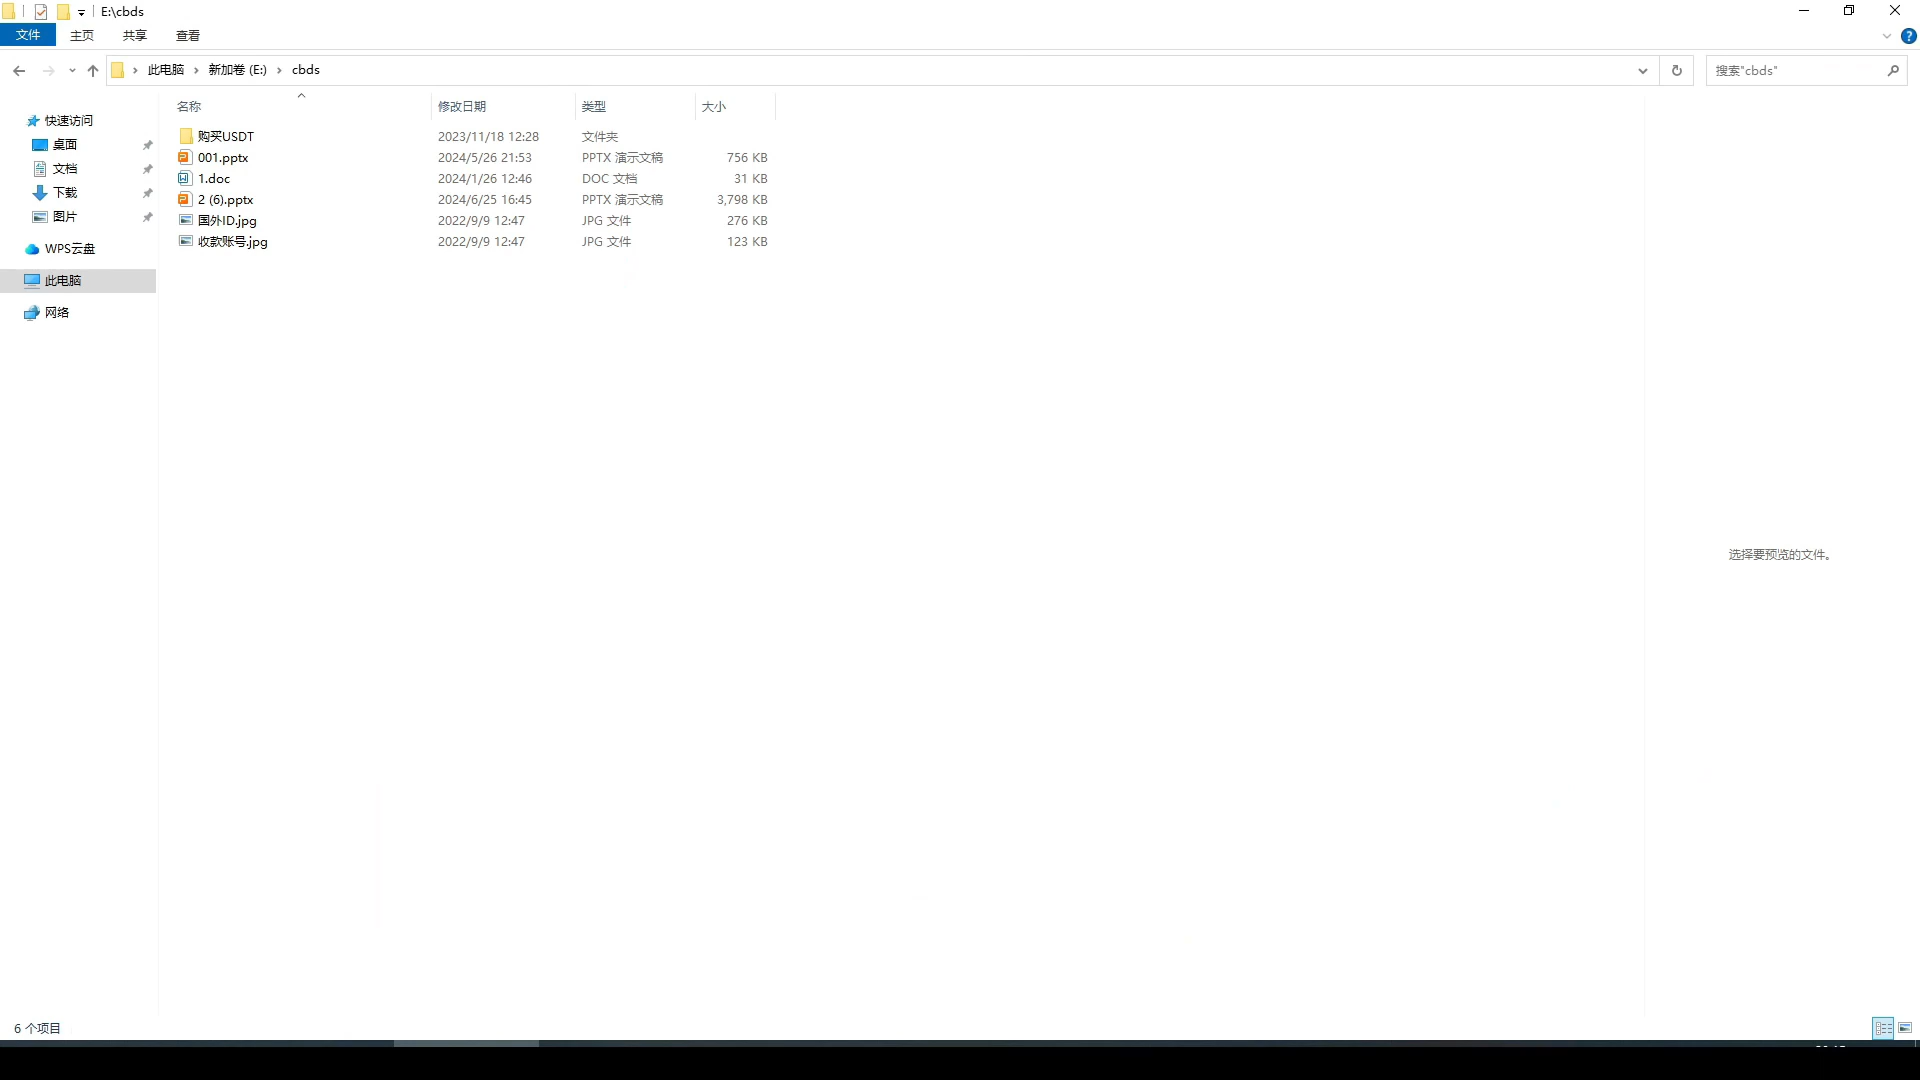 E:\cbds
文件 主页 共享 查看
此电脑 › 新加卷 (E:) › cbds
搜索"cbds"
名称 修改日期 类型 大小
购买USDT 2023/11/18 12:28 文件夹
001.pptx 2024/5/26 21:53 PPTX 演示文稿 756 KB
1.doc 2024/1/26 12:46 DOC 文档 31 KB
2 (6).pptx 2024/6/25 16:45 PPTX 演示文稿 3,798 KB
国外ID.jpg 2022/9/9 12:47 JPG 文件 276 KB
收款账号.jpg 2022/9/9 12:47 JPG 文件 123 KB
快速访问
桌面
文档
下载
图片
WPS云盘
此电脑
网络
选择要预览的文件。
6 个项目